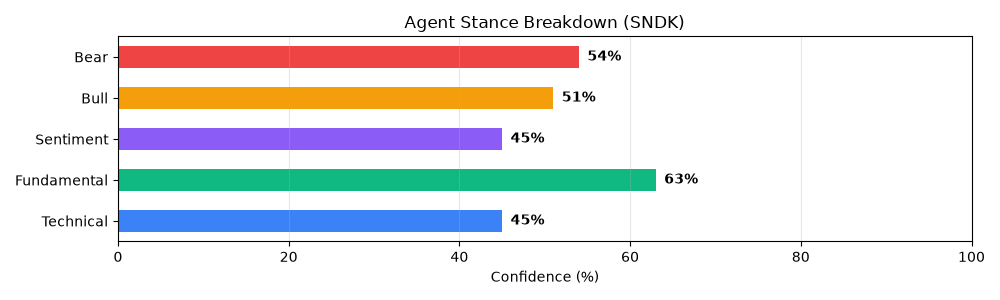 Agent Stance Breakdown (SNDK)
Bear 54%
Bull 51%
Sentiment 45%
Fundamental 63%
Technical 45%
0 20 40 60 80 100
Confidence (%)